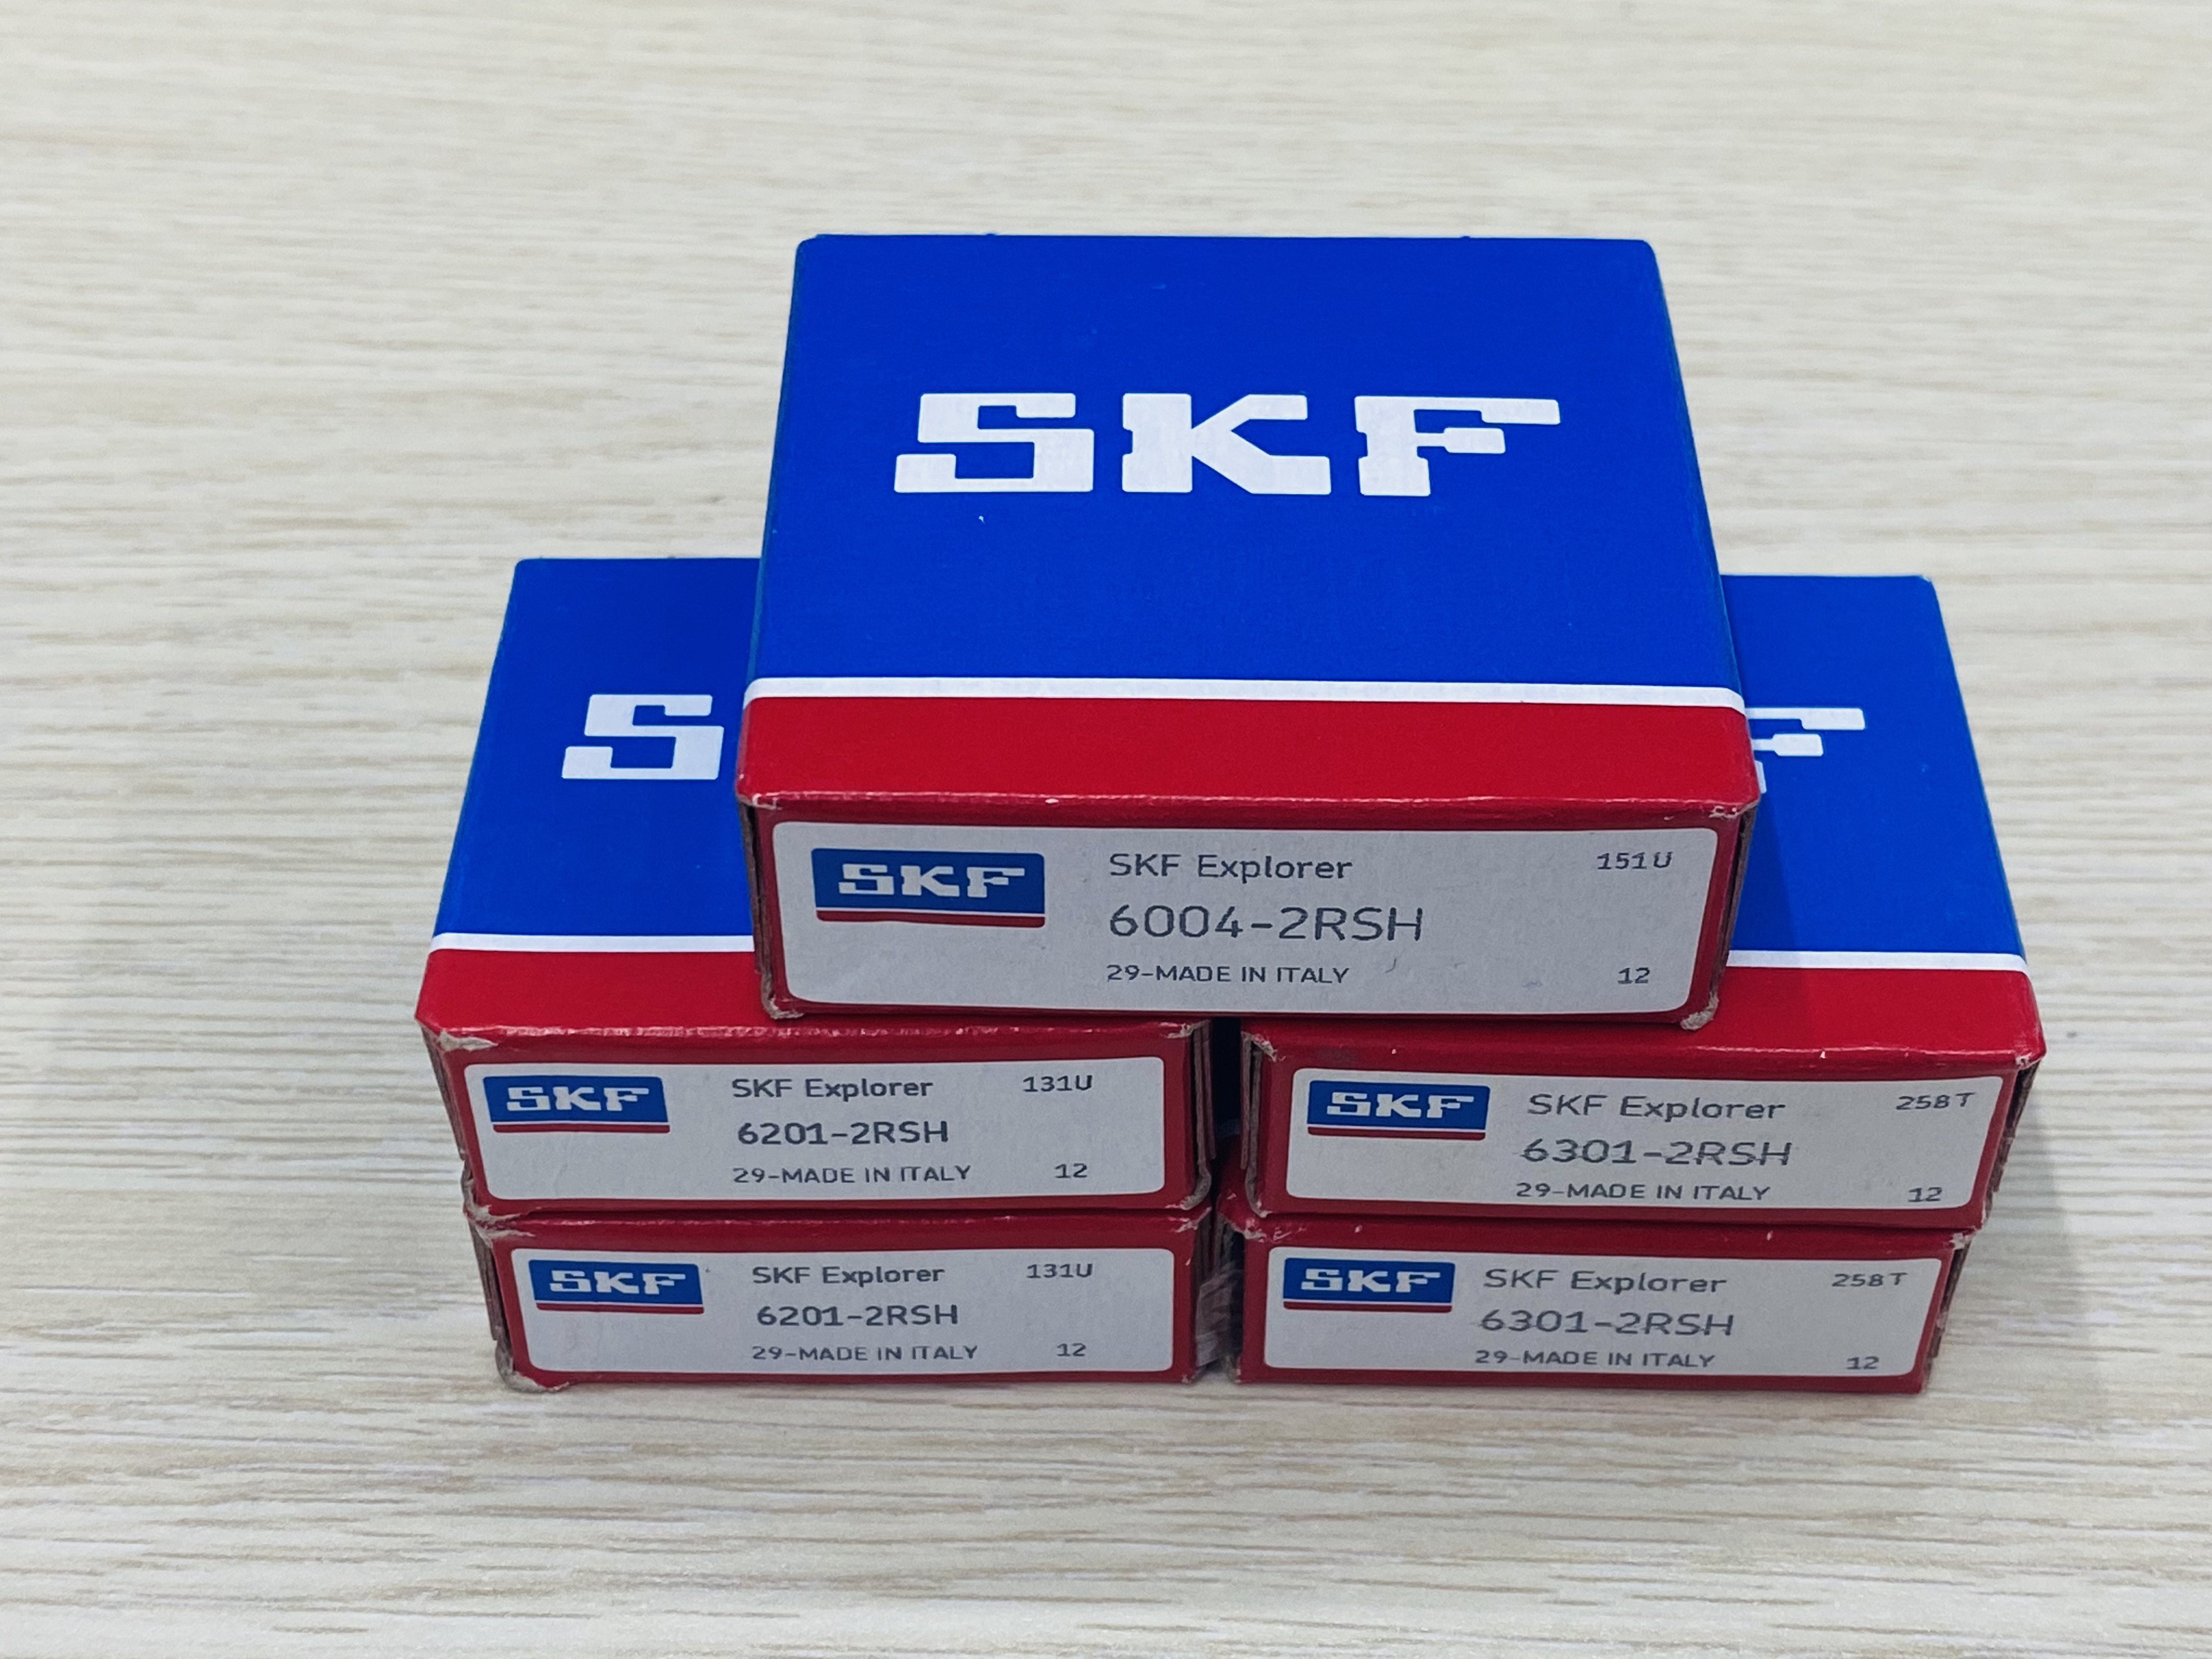 SKF
S
F
SKF
SKF Explorer 151U
6004-2RSH
29-MADE IN ITALY 12
SKF
SKF Explorer 131U
6201-2RSH
29-MADE IN ITALY 12
SKF
SKF Explorer 258T
6301-2RSH
29-MADE IN ITALY 12
SKF
SKF Explorer 131U
6201-2RSH
29-MADE IN ITALY 12
SKF
SKF Explorer 258T
6301-2RSH
29-MADE IN ITALY 12